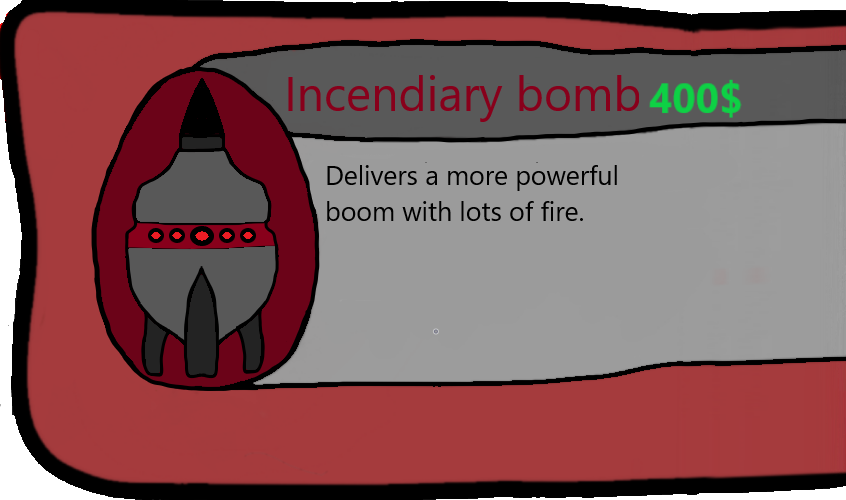 Incendiary bomb 400$
Delivers a more powerful
boom with lots of fire.